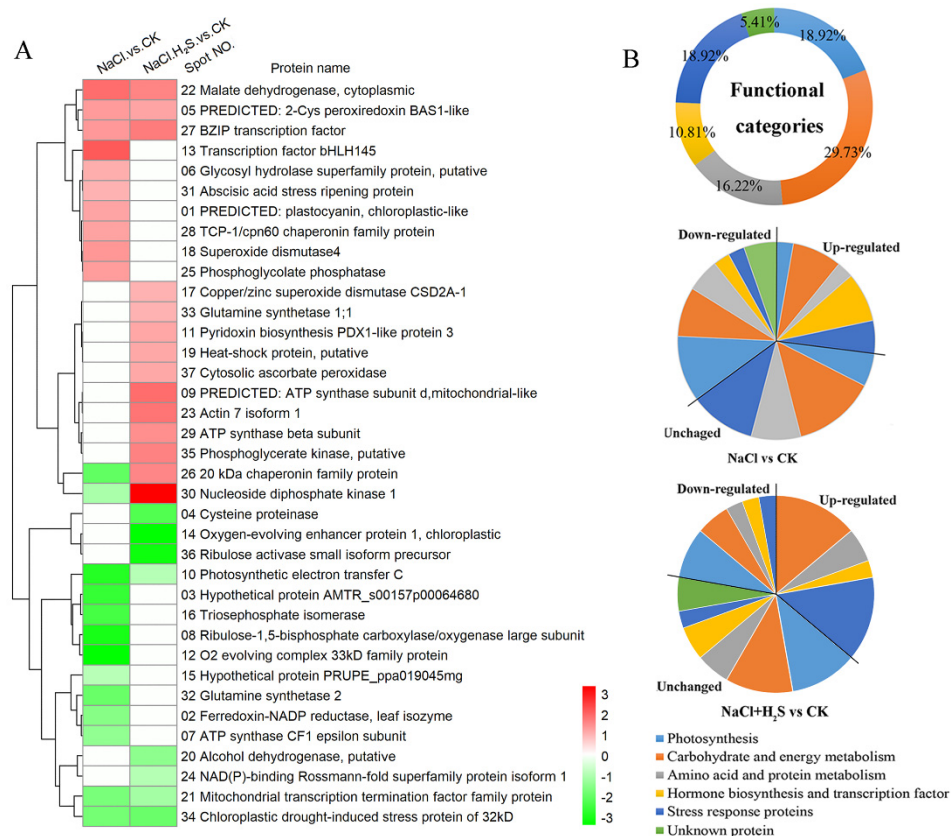 A
NaCl.vs.CK
NaCl.H2S.vs.CK
Spot NO.
Protein name
22 Malate dehydrogenase, cytoplasmic
05 PREDICTED: 2-Cys peroxiredoxin BAS1-like
27 BZIP transcription factor
13 Transcription factor bHLH145
06 Glycosyl hydrolase superfamily protein, putative
31 Abscisic acid stress ripening protein
01 PREDICTED: plastocyanin, chloroplastic-like
28 TCP-1/cpn60 chaperonin family protein
18 Superoxide dismutase4
25 Phosphoglycolate phosphatase
17 Copper/zinc superoxide dismutase CSD2A-1
33 Glutamine synthetase 1;1
11 Pyridoxin biosynthesis PDX1-like protein 3
19 Heat-shock protein, putative
37 Cytosolic ascorbate peroxidase
09 PREDICTED: ATP synthase subunit d,mitochondrial-like
23 Actin 7 isoform 1
29 ATP synthase beta subunit
35 Phosphoglycerate kinase, putative
26 20 kDa chaperonin family protein
30 Nucleoside diphosphate kinase 1
04 Cysteine proteinase
14 Oxygen-evolving enhancer protein 1, chloroplastic
36 Ribulose activase small isoform precursor
10 Photosynthetic electron transfer C
03 Hypothetical protein AMTR_s00157p00064680
16 Triosephosphate isomerase
08 Ribulose-1,5-bisphosphate carboxylase/oxygenase large subunit
12 O2 evolving complex 33kD family protein
15 Hypothetical protein PRUPE_ppa019045mg
32 Glutamine synthetase 2
02 Ferredoxin-NADP reductase, leaf isozyme
07 ATP synthase CF1 epsilon subunit
20 Alcohol dehydrogenase, putative
24 NAD(P)-binding Rossmann-fold superfamily protein isoform 1
21 Mitochondrial transcription termination factor family protein
34 Chloroplastic drought-induced stress protein of 32kD
3
2
1
0
-1
-2
-3
B
5.41%
18.92%
18.92%
Functional
categories
10.81%
29.73%
16.22%
Down-regulated
Up-regulated
Unchaged
NaCl vs CK
Down-regulated
Up-regulated
Unchanged
NaCl+H2S vs CK
Photosynthesis
Carbohydrate and energy metabolism
Amino acid and protein metabolism
Hormone biosynthesis and transcription factor
Stress response proteins
Unknown protein